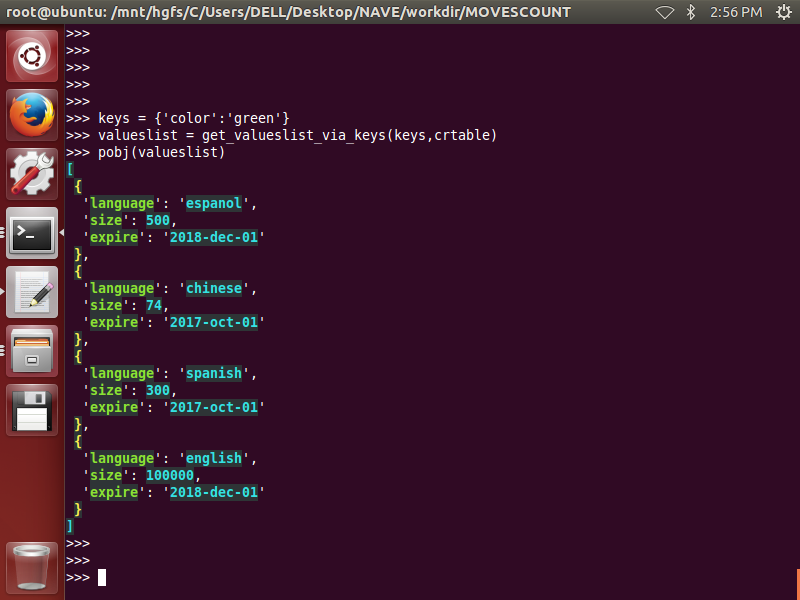 root@ubuntu: /mnt/hgfs/C/Users/DELL/Desktop/NAVE/workdir/MOVESCOUNT
2:56 PM
>>>
>>>
>>>
>>>
>>>
>>> keys = {'color':'green'}
>>> valueslist = get_valueslist_via_keys(keys,crtable)
>>> pobj(valueslist)
[
 {
  'language': 'espanol',
  'size': 500,
  'expire': '2018-dec-01'
 },
 {
  'language': 'chinese',
  'size': 74,
  'expire': '2017-oct-01'
 },
 {
  'language': 'spanish',
  'size': 300,
  'expire': '2017-oct-01'
 },
 {
  'language': 'english',
  'size': 100000,
  'expire': '2018-dec-01'
 }
]
>>>
>>>
>>>